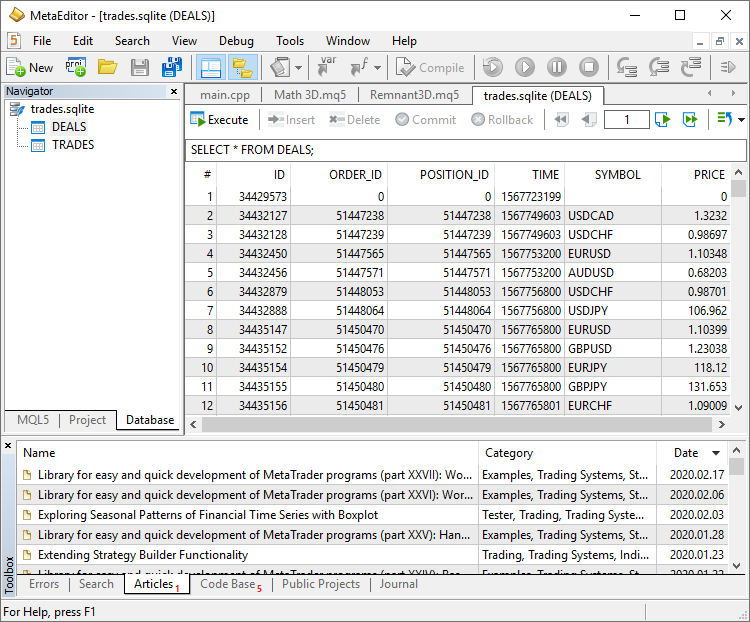 MetaEditor - [trades.sqlite (DEALS)]
File Edit Search View Debug Tools Window Help
New Compile
Navigator
trades.sqlite
DEALS
TRADES
MQL5 Project Database
main.cpp Math 3D.mq5 Remnant3D.mq5 trades.sqlite (DEALS)
Execute Insert Delete Commit Rollback 1
SELECT * FROM DEALS;
# ID ORDER_ID POSITION_ID TIME SYMBOL PRICE
1 34429573 0 0 1567723199 0
2 34432127 51447238 51447238 1567749603 USDCAD 1.3232
3 34432128 51447239 51447239 1567749603 USDCHF 0.98697
4 34432450 51447565 51447565 1567753200 EURUSD 1.10348
5 34432456 51447571 51447571 1567753200 AUDUSD 0.68203
6 34432879 51448053 51448053 1567756800 USDCHF 0.98701
7 34432888 51448064 51448064 1567756800 USDJPY 106.962
8 34435147 51450470 51450470 1567765800 EURUSD 1.10399
9 34435152 51450476 51450476 1567765800 GBPUSD 1.23038
10 34435154 51450479 51450479 1567765800 EURJPY 118.12
11 34435155 51450480 51450480 1567765800 GBPJPY 131.653
12 34435156 51450481 51450481 1567765801 EURCHF 1.09009
Name Category Date
Library for easy and quick development of MetaTrader programs (part XXVII): Wo... Examples, Trading Systems, St... 2020.02.17
Library for easy and quick development of MetaTrader programs (part XXVI): Wor... Examples, Trading Systems, St... 2020.02.06
Exploring Seasonal Patterns of Financial Time Series with Boxplot Tester, Trading, Trading Syste... 2020.02.03
Library for easy and quick development of MetaTrader programs (part XXV): Han... Examples, Trading Systems, St... 2020.01.28
Extending Strategy Builder Functionality Trading, Trading Systems, Indi... 2020.01.23
Toolbox
Errors Search Articles 1 Code Base 5 Public Projects Journal
For Help, press F1